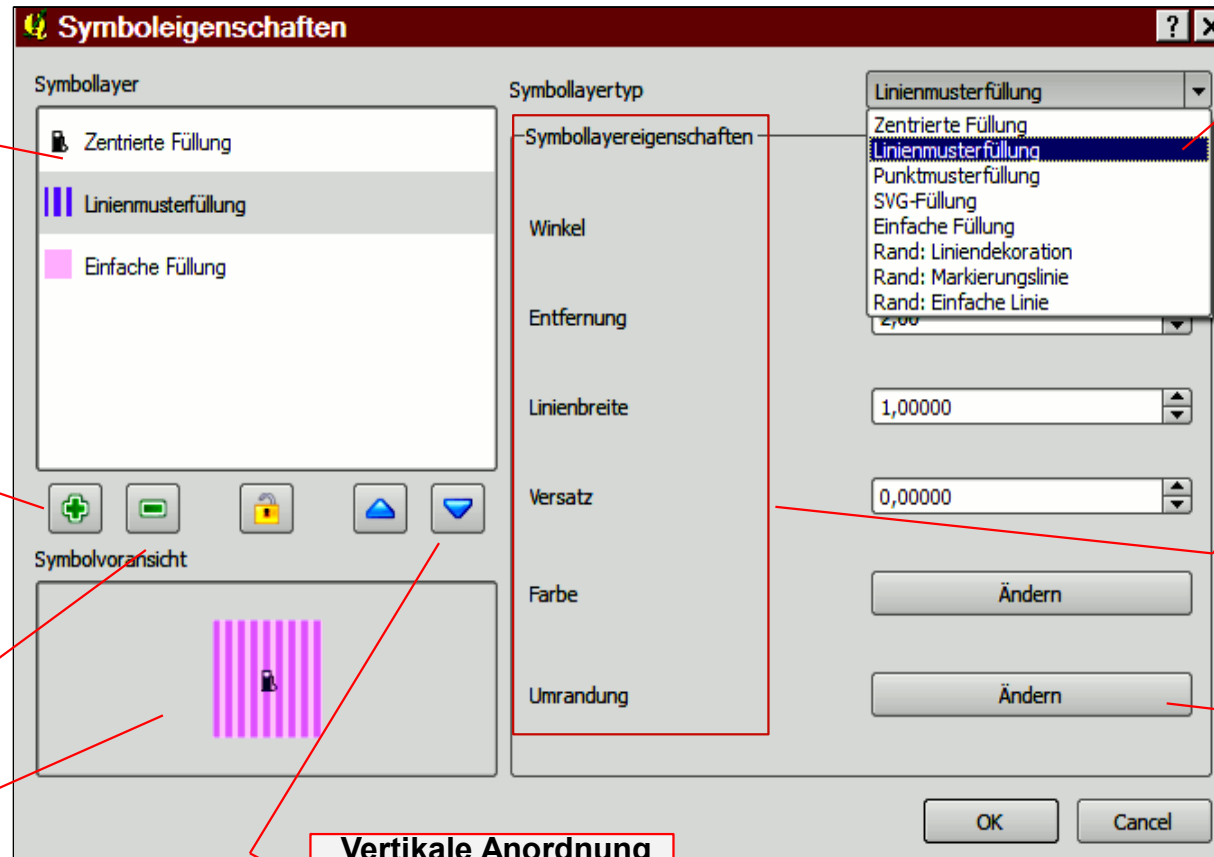 Symboleigenschaften
Symbollayer
Zentrierte Füllung
Linienmusterfüllung
Einfache Füllung
Symbolvoransicht
Symbollayertyp
Linienmusterfüllung
Zentrierte Füllung
Linienmusterfüllung
Punktmusterfüllung
SVG-Füllung
Einfache Füllung
Rand: Liniendekoration
Rand: Markierungslinie
Rand: Einfache Linie
Symbollayereigenschaften
Winkel
Entfernung
2,00
Linienbreite
1,00000
Versatz
0,00000
Farbe
Ändern
Umrandung
Ändern
OK
Cancel
Vertikale Anordnung